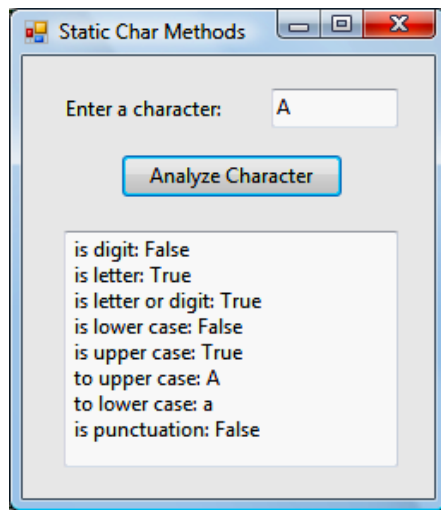 Static Char Methods
Enter a character: A
Analyze Character
is digit: False
is letter: True
is letter or digit: True
is lower case: False
is upper case: True
to upper case: A
to lower case: a
is punctuation: False